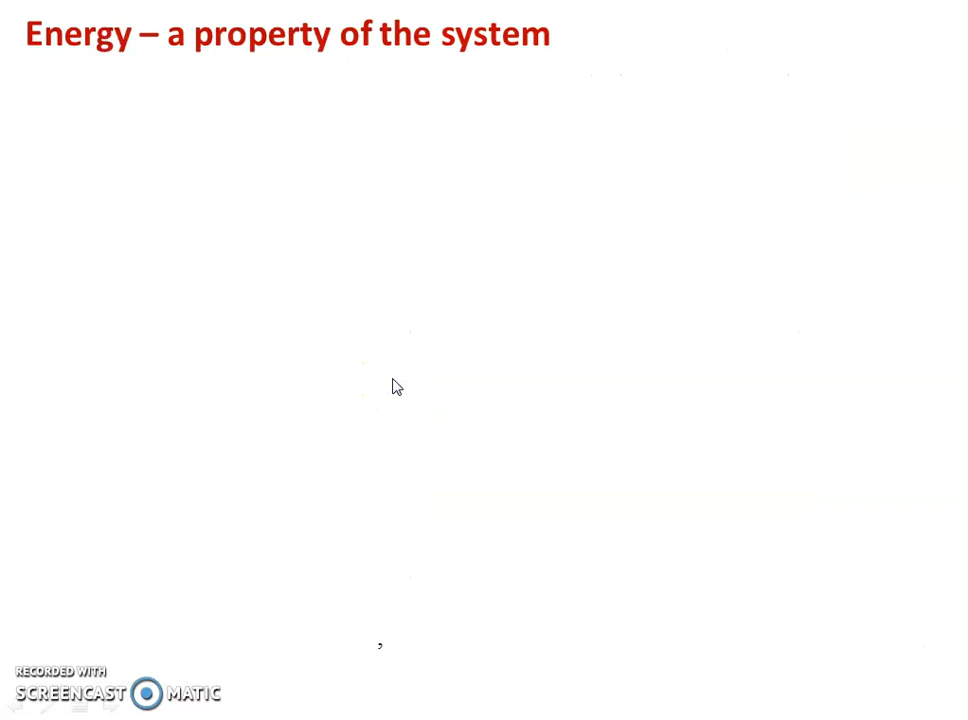 Energy – a property of the system
,
RECORDED WITH
SCREENCAST MATIC